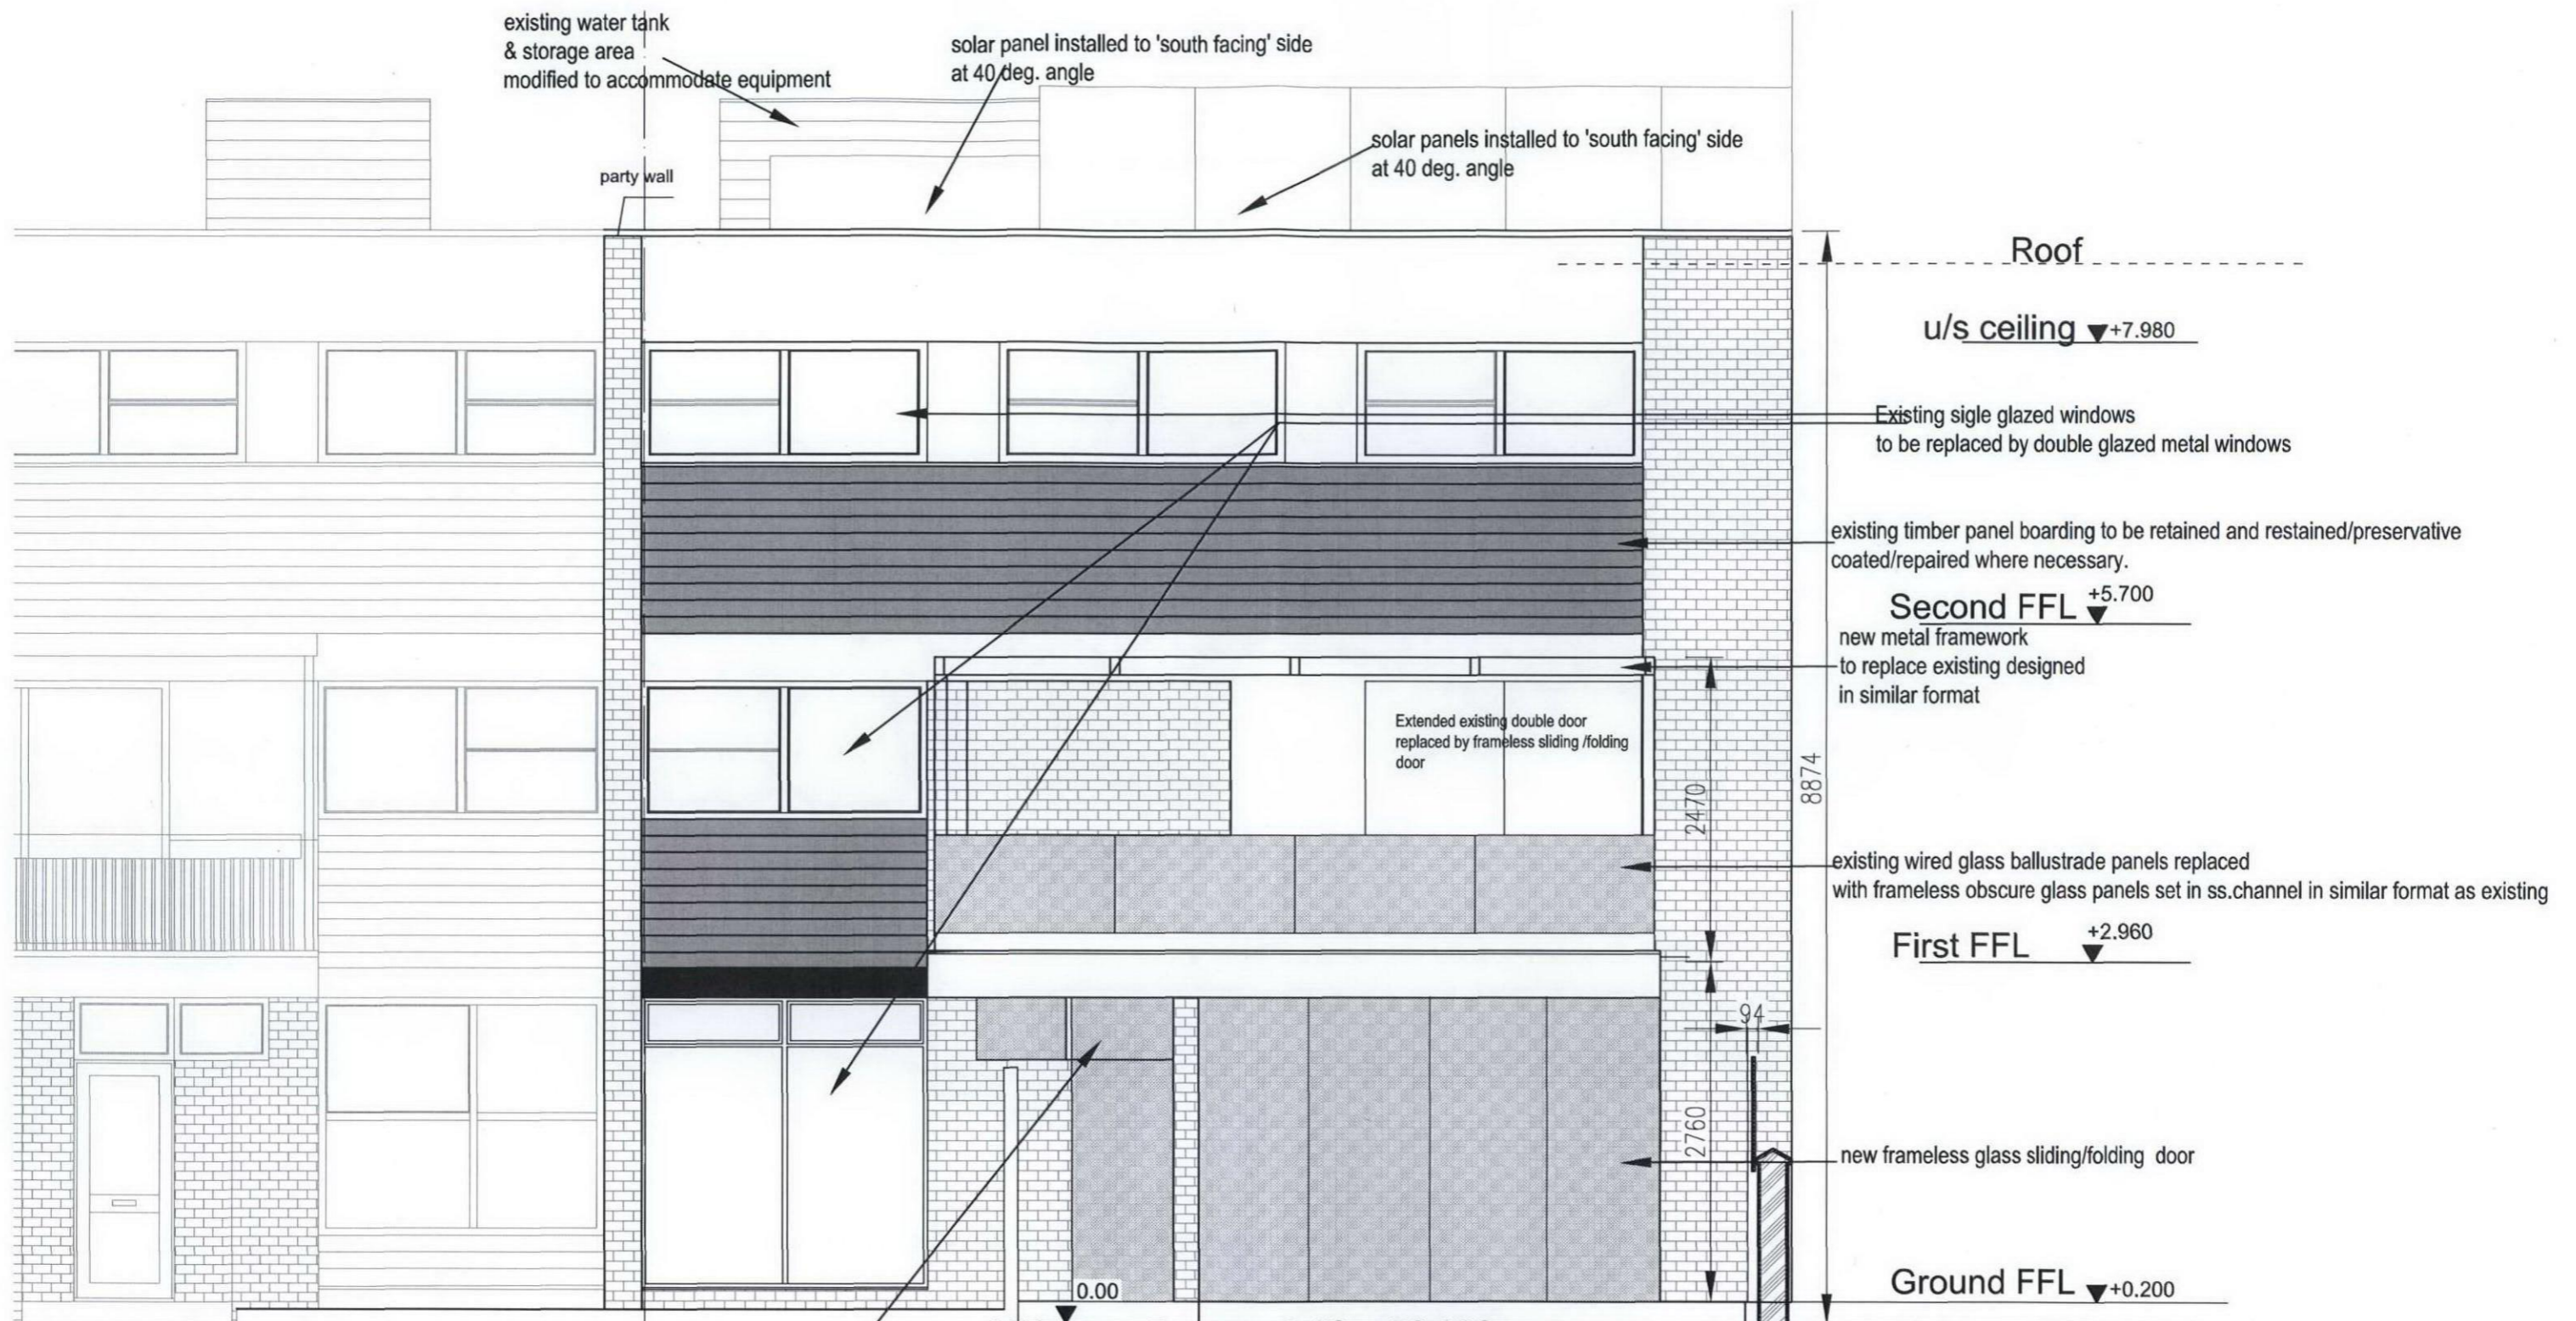 existing water tank
& storage area
modified to accommodate equipment
solar panel installed to 'south facing' side
at 40 deg. angle
solar panels installed to 'south facing' side
at 40 deg. angle
party wall
Roof
u/s ceiling +7.980
Existing sigle glazed windows
to be replaced by double glazed metal windows
existing timber panel boarding to be retained and restained/preservative
coated/repaired where necessary.
Second FFL +5.700
new metal framework
to replace existing designed
in similar format
Extended existing double door
replaced by frameless sliding /folding
door
2470
8874
existing wired glass ballustrade panels replaced
with frameless obscure glass panels set in ss.channel in similar format as existing
First FFL +2.960
94
2760
new frameless glass sliding/folding door
Ground FFL +0.200
0.00